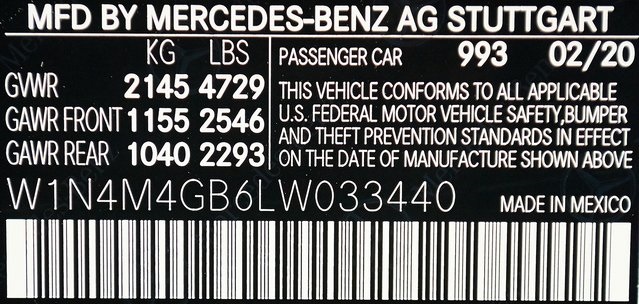 MFD BY MERCEDES-BENZ AG STUTTGART
KG LBS
GVWR 2145 4729
GAWR FRONT 1155 2546
GAWR REAR 1040 2293
PASSENGER CAR 993 02/20
THIS VEHICLE CONFORMS TO ALL APPLICABLE
U.S. FEDERAL MOTOR VEHICLE SAFETY,BUMPER
AND THEFT PREVENTION STANDARDS IN EFFECT
ON THE DATE OF MANUFACTURE SHOWN ABOVE
W1N4M4GB6LW033440 MADE IN MEXICO